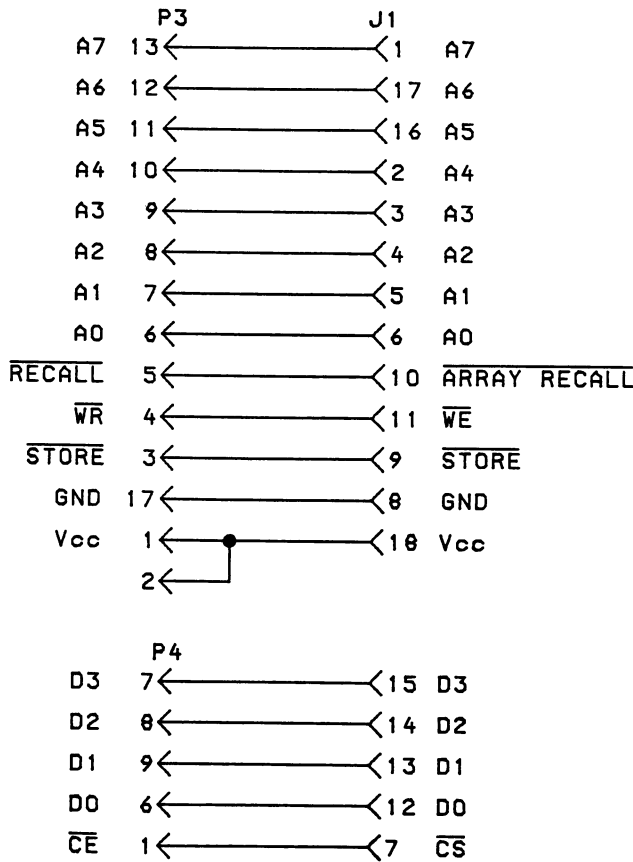 P3 J1
A7 13 1 A7
A6 12 17 A6
A5 11 16 A5
A4 10 2 A4
A3 9 3 A3
A2 8 4 A2
A1 7 5 A1
A0 6 6 A0
RECALL 5 10 ARRAY RECALL
WR 4 11 WE
STORE 3 9 STORE
GND 17 8 GND
Vcc 1 18 Vcc
2
P4
D3 7 15 D3
D2 8 14 D2
D1 9 13 D1
D0 6 12 D0
CE 1 7 CS